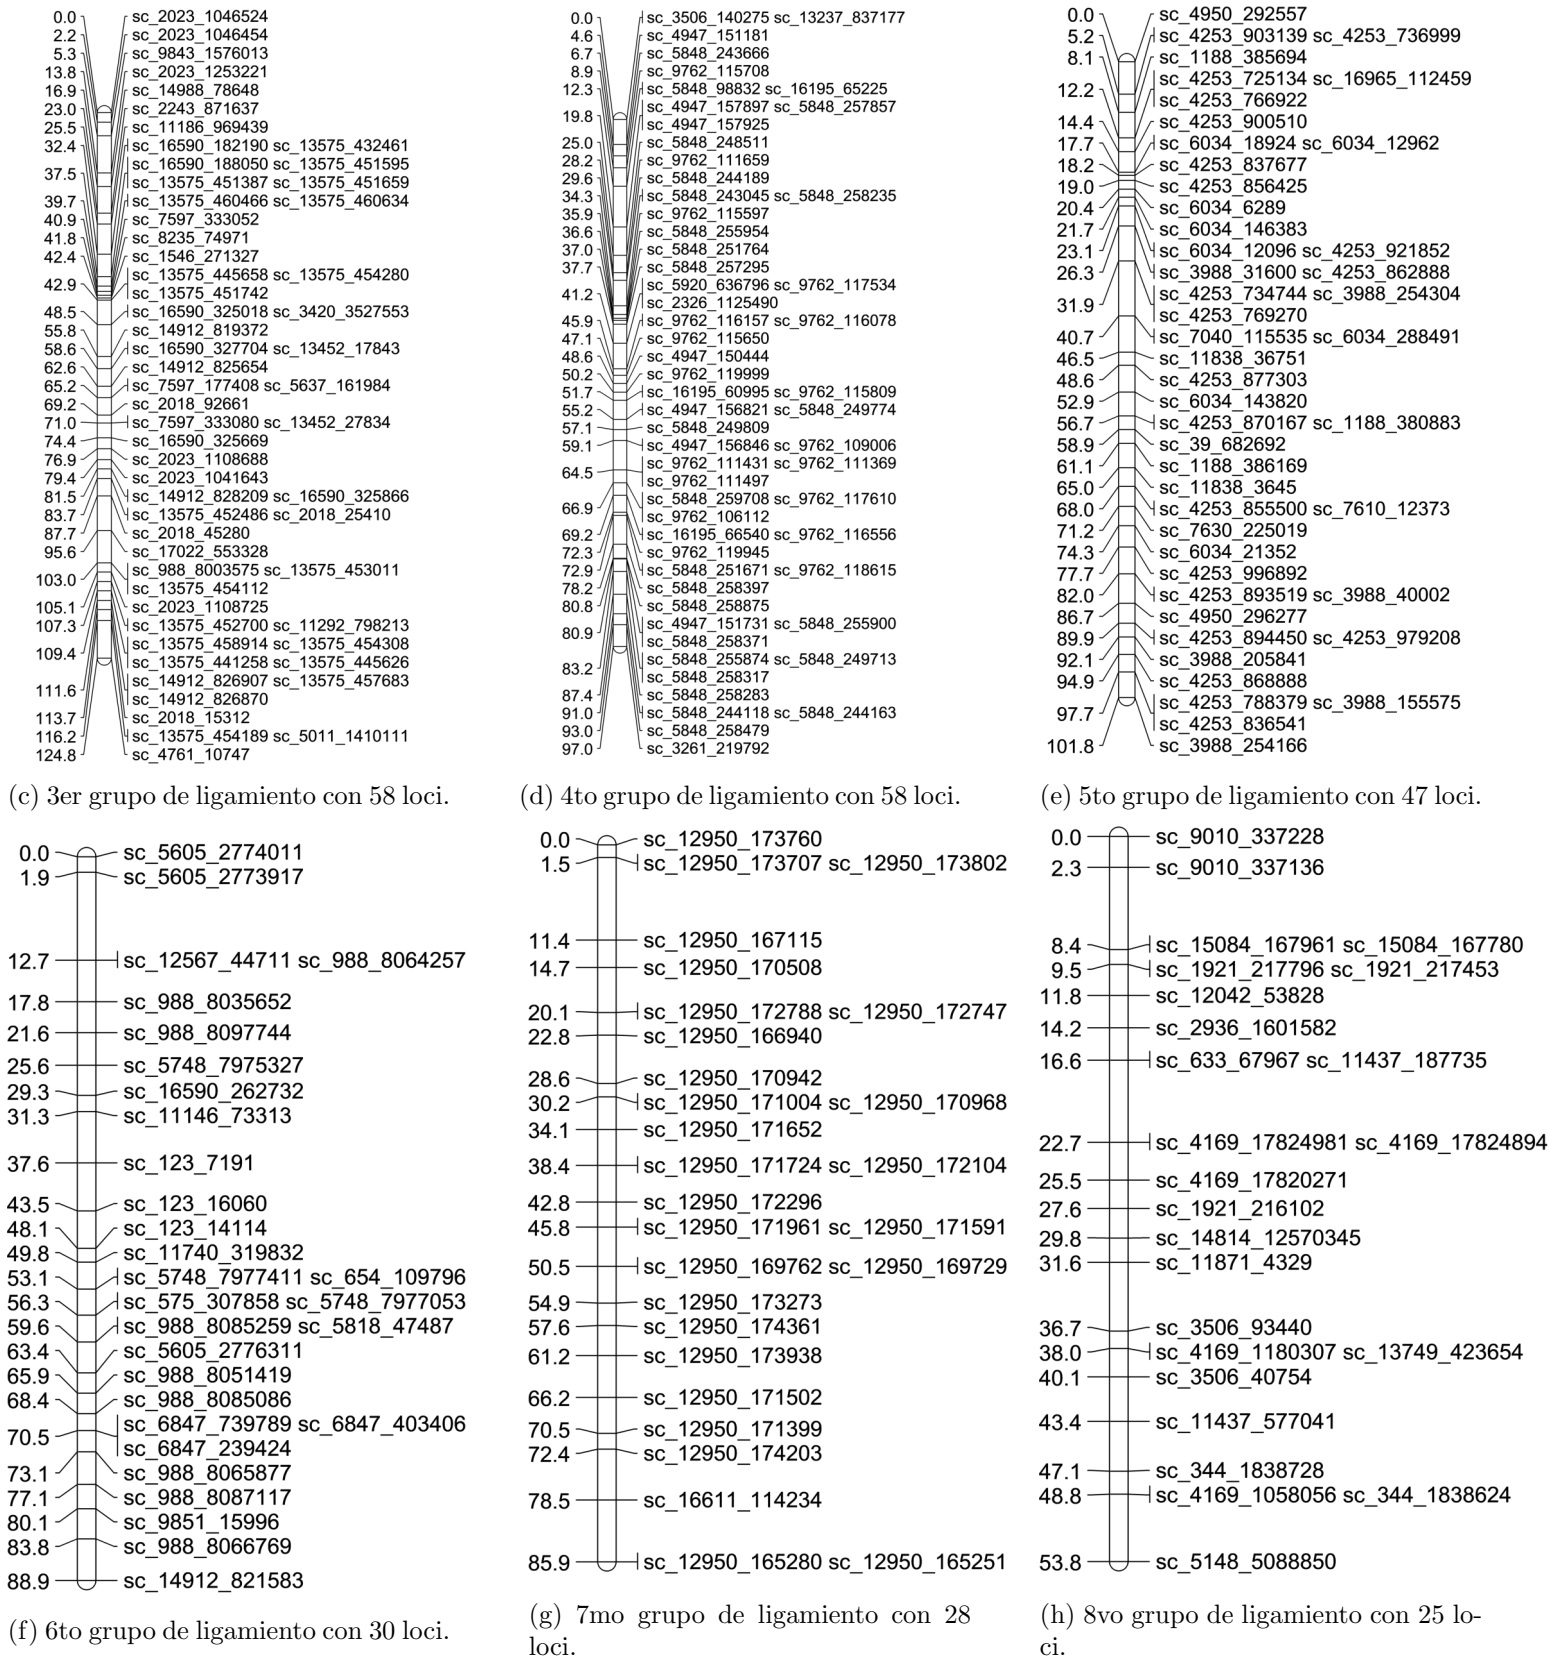 0.0 sc_2023_1046524
2.2 sc_2023_1046454
5.3 sc_9843_1576013
13.8 sc_2023_1253221
16.9 sc_14988_78648
23.0 sc_2243_871637
25.5 sc_11186_969439
32.4 sc_16590_182190 sc_13575_432461
37.5 sc_16590_188050 sc_13575_451595
sc_13575_451387 sc_13575_451659
39.7 sc_13575_460466 sc_13575_460634
40.9 sc_7597_333052
41.8 sc_8235_74971
42.4 sc_1546_271327
42.9 sc_13575_445658 sc_13575_454280
sc_13575_451742
48.5 sc_16590_325018 sc_3420_3527553
55.8 sc_14912_819372
58.6 sc_16590_327704 sc_13452_17843
62.6 sc_14912_825654
65.2 sc_7597_177408 sc_5637_161984
69.2 sc_2018_92661
71.0 sc_7597_333080 sc_13452_27834
74.4 sc_16590_325669
76.9 sc_2023_1108688
79.4 sc_2023_1041643
81.5 sc_14912_828209 sc_16590_325866
83.7 sc_13575_452486 sc_2018_25410
87.7 sc_2018_45280
95.6 sc_17022_553328
103.0 sc_988_8003575 sc_13575_453011
sc_13575_454112
105.1 sc_2023_1108725
107.3 sc_13575_452700 sc_11292_798213
109.4 sc_13575_458914 sc_13575_454308
sc_13575_441258 sc_13575_445626
111.6 sc_14912_826907 sc_13575_457683
sc_14912_826870
113.7 sc_2018_15312
116.2 sc_13575_454189 sc_5011_1410111
124.8 sc_4761_10747
(c) 3er grupo de ligamiento con 58 loci.
0.0 sc_3506_140275 sc_13237_837177
4.6 sc_4947_151181
6.7 sc_5848_243666
8.9 sc_9762_115708
12.3 sc_5848_98832 sc_16195_65225
19.8 sc_4947_157897 sc_5848_257857
sc_4947_157925
25.0 sc_5848_248511
28.2 sc_9762_111659
29.6 sc_5848_244189
34.3 sc_5848_243045 sc_5848_258235
35.9 sc_9762_115597
36.6 sc_5848_255954
37.0 sc_5848_251764
37.7 sc_5848_257295
41.2 sc_5920_636796 sc_9762_117534
sc_2326_1125490
45.9 sc_9762_116157 sc_9762_116078
47.1 sc_9762_115650
48.6 sc_4947_150444
50.2 sc_9762_119999
51.7 sc_16195_60995 sc_9762_115809
55.2 sc_4947_156821 sc_5848_249774
57.1 sc_5848_249809
59.1 sc_4947_156846 sc_9762_109006
64.5 sc_9762_111431 sc_9762_111369
sc_9762_111497
66.9 sc_5848_259708 sc_9762_117610
sc_9762_106112
69.2 sc_16195_66540 sc_9762_116556
72.3 sc_9762_119945
72.9 sc_5848_251671 sc_9762_118615
78.2 sc_5848_258397
80.8 sc_5848_258875
80.9 sc_4947_151731 sc_5848_255900
sc_5848_258371
83.2 sc_5848_255874 sc_5848_249713
sc_5848_258317
87.4 sc_5848_258283
91.0 sc_5848_244118 sc_5848_244163
93.0 sc_5848_258479
97.0 sc_3261_219792
(d) 4to grupo de ligamiento con 58 loci.
0.0 sc_4950_292557
5.2 sc_4253_903139 sc_4253_736999
8.1 sc_1188_385694
12.2 sc_4253_725134 sc_16965_112459
sc_4253_766922
14.4 sc_4253_900510
17.7 sc_6034_18924 sc_6034_12962
18.2 sc_4253_837677
19.0 sc_4253_856425
20.4 sc_6034_6289
21.7 sc_6034_146383
23.1 sc_6034_12096 sc_4253_921852
26.3 sc_3988_31600 sc_4253_862888
31.9 sc_4253_734744 sc_3988_254304
sc_4253_769270
40.7 sc_7040_115535 sc_6034_288491
46.5 sc_11838_36751
48.6 sc_4253_877303
52.9 sc_6034_143820
56.7 sc_4253_870167 sc_1188_380883
58.9 sc_39_682692
61.1 sc_1188_386169
65.0 sc_11838_3645
68.0 sc_4253_855500 sc_7610_12373
71.2 sc_7630_225019
74.3 sc_6034_21352
77.7 sc_4253_996892
82.0 sc_4253_893519 sc_3988_40002
86.7 sc_4950_296277
89.9 sc_4253_894450 sc_4253_979208
92.1 sc_3988_205841
94.9 sc_4253_868888
97.7 sc_4253_788379 sc_3988_155575
sc_4253_836541
101.8 sc_3988_254166
(e) 5to grupo de ligamiento con 47 loci.
0.0 sc_5605_2774011
1.9 sc_5605_2773917
12.7 sc_12567_44711 sc_988_8064257
17.8 sc_988_8035652
21.6 sc_988_8097744
25.6 sc_5748_7975327
29.3 sc_16590_262732
31.3 sc_11146_73313
37.6 sc_123_7191
43.5 sc_123_16060
48.1 sc_123_14114
49.8 sc_11740_319832
53.1 sc_5748_7977411 sc_654_109796
56.3 sc_575_307858 sc_5748_7977053
59.6 sc_988_8085259 sc_5818_47487
63.4 sc_5605_2776311
65.9 sc_988_8051419
68.4 sc_988_8085086
70.5 sc_6847_739789 sc_6847_403406
sc_6847_239424
73.1 sc_988_8065877
77.1 sc_988_8087117
80.1 sc_9851_15996
83.8 sc_988_8066769
88.9 sc_14912_821583
(f) 6to grupo de ligamiento con 30 loci.
0.0 sc_12950_173760
1.5 sc_12950_173707 sc_12950_173802
11.4 sc_12950_167115
14.7 sc_12950_170508
20.1 sc_12950_172788 sc_12950_172747
22.8 sc_12950_166940
28.6 sc_12950_170942
30.2 sc_12950_171004 sc_12950_170968
34.1 sc_12950_171652
38.4 sc_12950_171724 sc_12950_172104
42.8 sc_12950_172296
45.8 sc_12950_171961 sc_12950_171591
50.5 sc_12950_169762 sc_12950_169729
54.9 sc_12950_173273
57.6 sc_12950_174361
61.2 sc_12950_173938
66.2 sc_12950_171502
70.5 sc_12950_171399
72.4 sc_12950_174203
78.5 sc_16611_114234
85.9 sc_12950_165280 sc_12950_165251
(g) 7mo grupo de ligamiento con 28
loci.
0.0 sc_9010_337228
2.3 sc_9010_337136
8.4 sc_15084_167961 sc_15084_167780
9.5 sc_1921_217796 sc_1921_217453
11.8 sc_12042_53828
14.2 sc_2936_1601582
16.6 sc_633_67967 sc_11437_187735
22.7 sc_4169_17824981 sc_4169_17824894
25.5 sc_4169_17820271
27.6 sc_1921_216102
29.8 sc_14814_12570345
31.6 sc_11871_4329
36.7 sc_3506_93440
38.0 sc_4169_1180307 sc_13749_423654
40.1 sc_3506_40754
43.4 sc_11437_577041
47.1 sc_344_1838728
48.8 sc_4169_1058056 sc_344_1838624
53.8 sc_5148_5088850
(h) 8vo grupo de ligamiento con 25 lo-
ci.